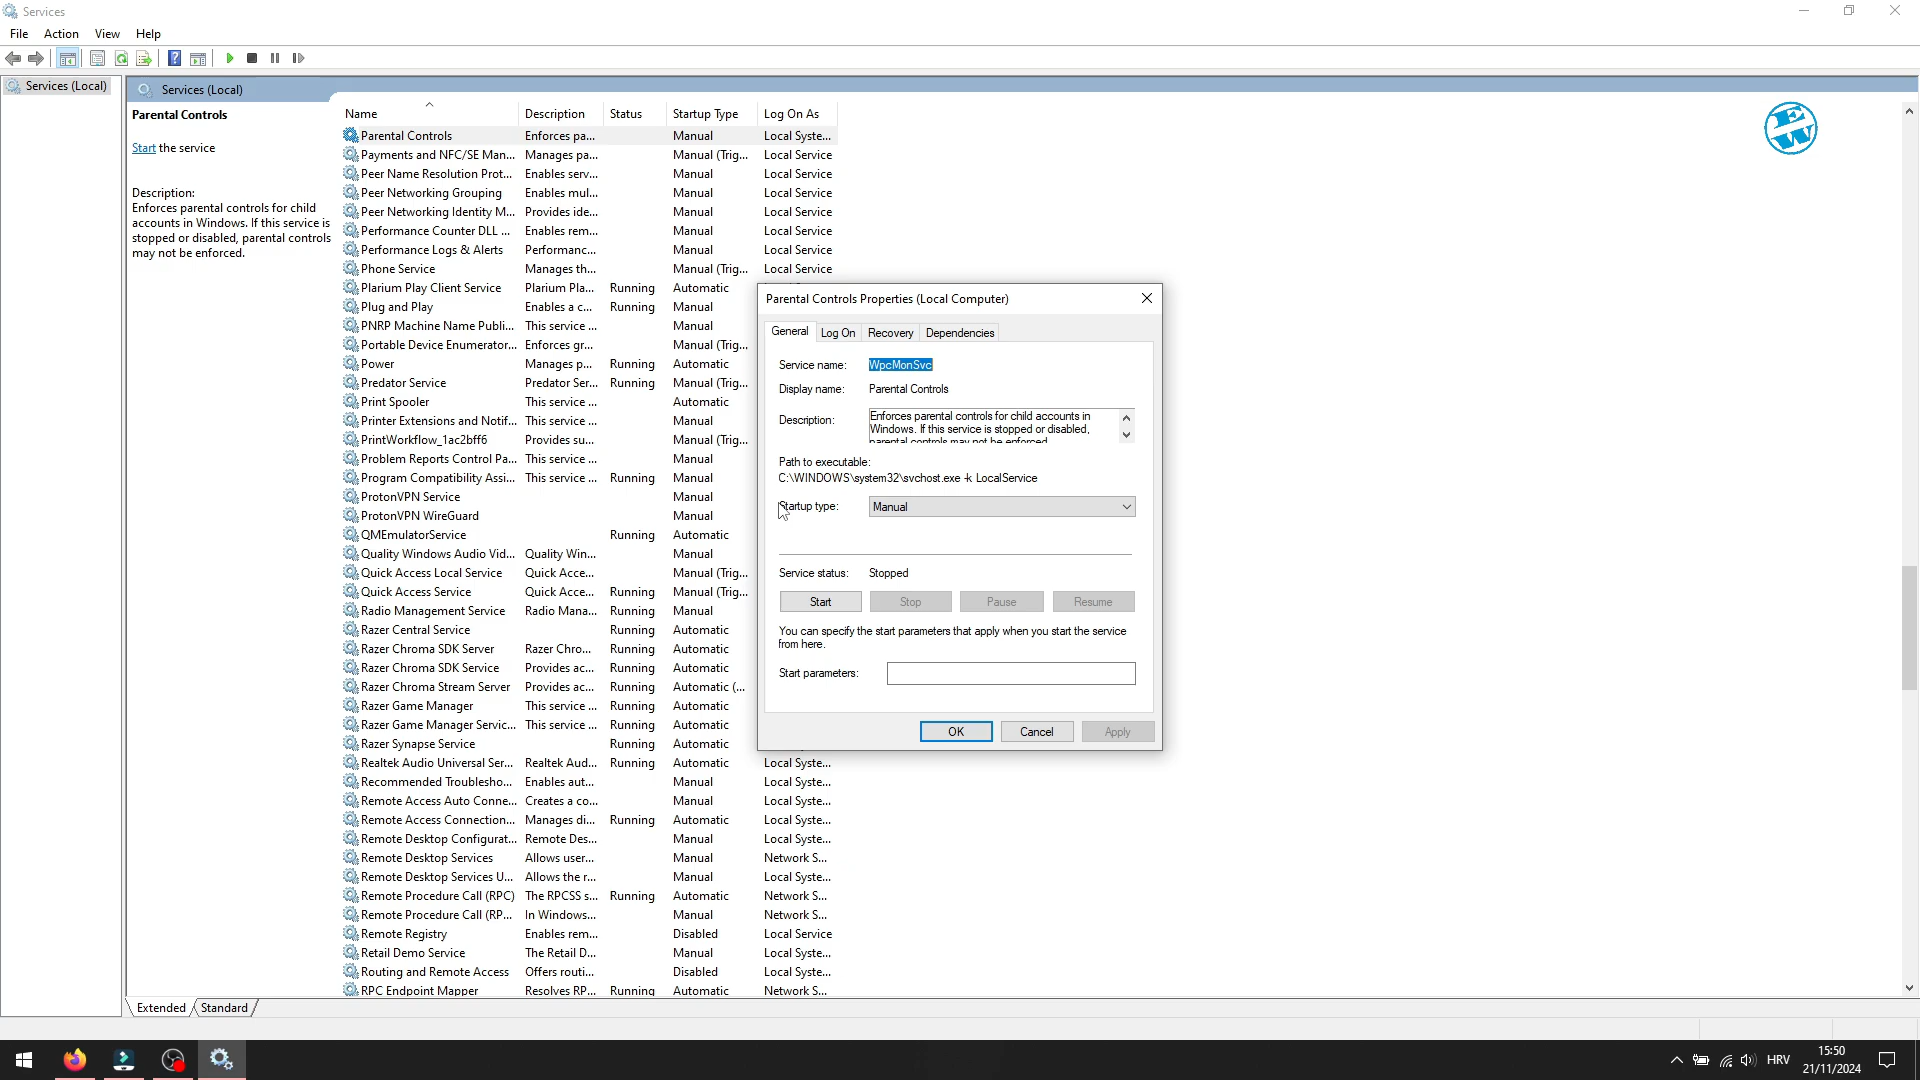 Services
File Action View Help
Services (Local)
Services (Local)
Parental Controls
Start the service
Description:
Enforces parental controls for child
accounts in Windows. If this service is
stopped or disabled, parental controls
may not be enforced.
Name Description Status Startup Type Log On As
Parental Controls Enforces pa... Manual Local Syste...
Payments and NFC/SE Man... Manages pa... Manual (Trig... Local Service
Peer Name Resolution Prot... Enables serv... Manual Local Service
Peer Networking Grouping Enables mul... Manual Local Service
Peer Networking Identity M... Provides ide... Manual Local Service
Performance Counter DLL ... Enables rem... Manual Local Service
Performance Logs & Alerts Performanc... Manual Local Service
Phone Service Manages th... Manual (Trig... Local Service
Plarium Play Client Service Plarium Pla... Running Automatic
Plug and Play Enables a c... Running Manual
PNRP Machine Name Publi... This service ... Manual
Portable Device Enumerator... Enforces gr... Manual (Trig...
Power Manages p... Running Automatic
Predator Service Predator Ser... Running Manual (Trig...
Print Spooler This service ... Automatic
Printer Extensions and Notif... This service ... Manual
PrintWorkflow_1ac2bff6 Provides su... Manual (Trig...
Problem Reports Control Pa... This service ... Manual
Program Compatibility Assi... This service ... Running Manual
ProtonVPN Service Manual
ProtonVPN WireGuard Manual
QMEmulatorService Running Automatic
Quality Windows Audio Vid... Quality Win... Manual
Quick Access Local Service Quick Acce... Manual (Trig...
Quick Access Service Quick Acce... Running Manual (Trig...
Radio Management Service Radio Mana... Running Manual
Razer Central Service Running Automatic
Razer Chroma SDK Server Razer Chro... Running Automatic
Razer Chroma SDK Service Provides ac... Running Automatic
Razer Chroma Stream Server Provides ac... Running Automatic (...
Razer Game Manager This service ... Running Automatic
Razer Game Manager Servic... This service ... Running Automatic
Razer Synapse Service Running Automatic
Realtek Audio Universal Ser... Realtek Aud... Running Automatic Local Syste...
Recommended Troublesho... Enables aut... Manual Local Syste...
Remote Access Auto Conne... Creates a co... Manual Local Syste...
Remote Access Connection... Manages di... Running Automatic Local Syste...
Remote Desktop Configurat... Remote Des... Manual Local Syste...
Remote Desktop Services Allows user... Manual Network S...
Remote Desktop Services U... Allows the r... Manual Local Syste...
Remote Procedure Call (RPC) The RPCSS s... Running Automatic Network S...
Remote Procedure Call (RP... In Windows... Manual Network S...
Remote Registry Enables rem... Disabled Local Service
Retail Demo Service The Retail D... Manual Local Syste...
Routing and Remote Access Offers routi... Disabled Local Syste...
RPC Endpoint Mapper Resolves RP... Running Automatic Network S...
Extended Standard
Parental Controls Properties (Local Computer)
General Log On Recovery Dependencies
Service name: WpcMonSvc
Display name: Parental Controls
Description: Enforces parental controls for child accounts in
Windows. If this service is stopped or disabled,
parental controls may not be enforced.
Path to executable:
C:\WINDOWS\system32\svchost.exe -k LocalService
Startup type: Manual
Service status: Stopped
Start Stop Pause Resume
You can specify the start parameters that apply when you start the service
from here.
Start parameters:
OK Cancel Apply
EW
HRV
15:50
21/11/2024